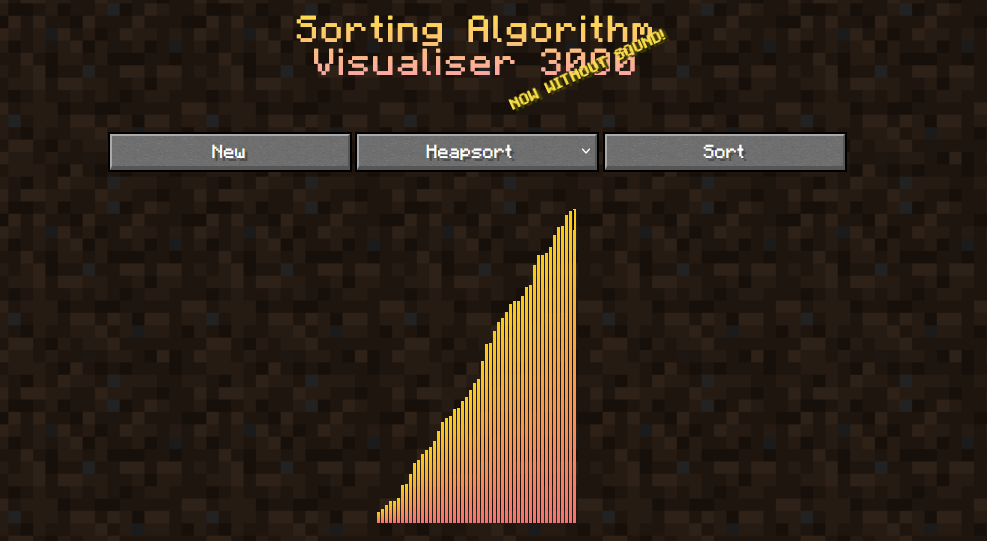 Sorting Algorithm
Visualiser 3000
NOW WITHOUT SOUND!
New
Heapsort
Sort